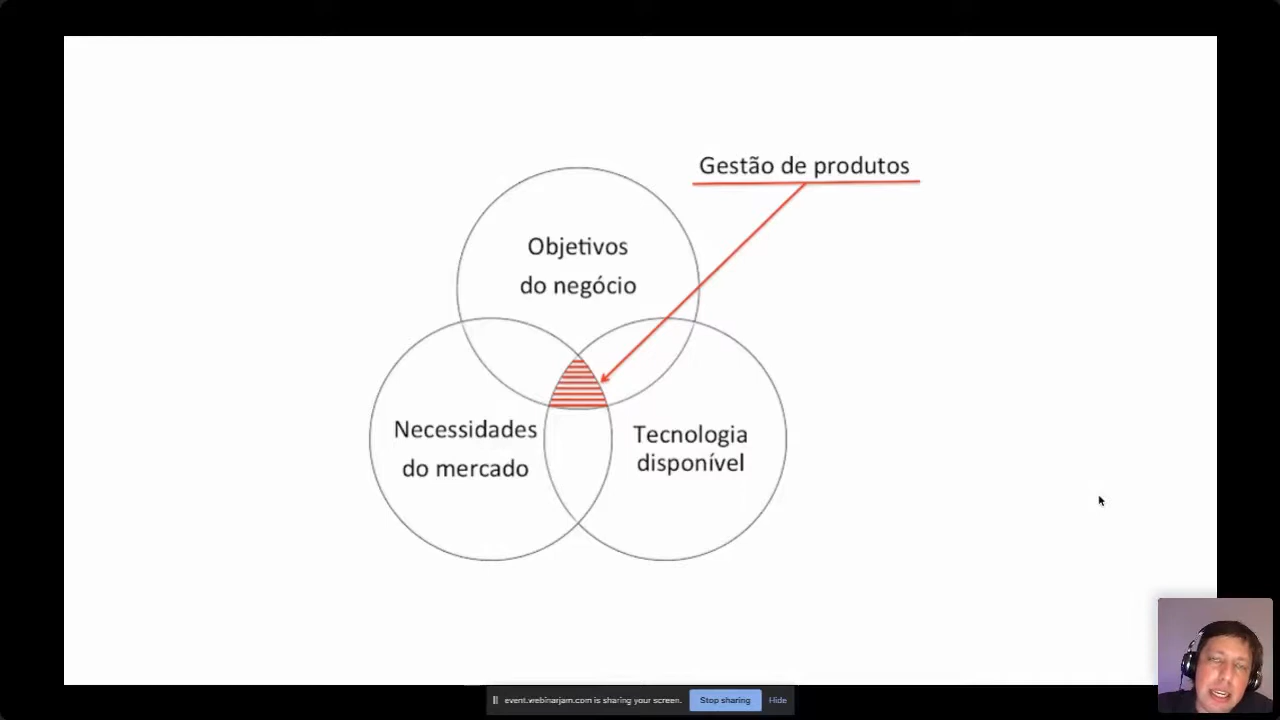 Gestão de produtos
Objetivos
do negócio
Necessidades
do mercado
Tecnologia
disponível
event.webinarjam.com is sharing your screen.
Stop sharing
Hide